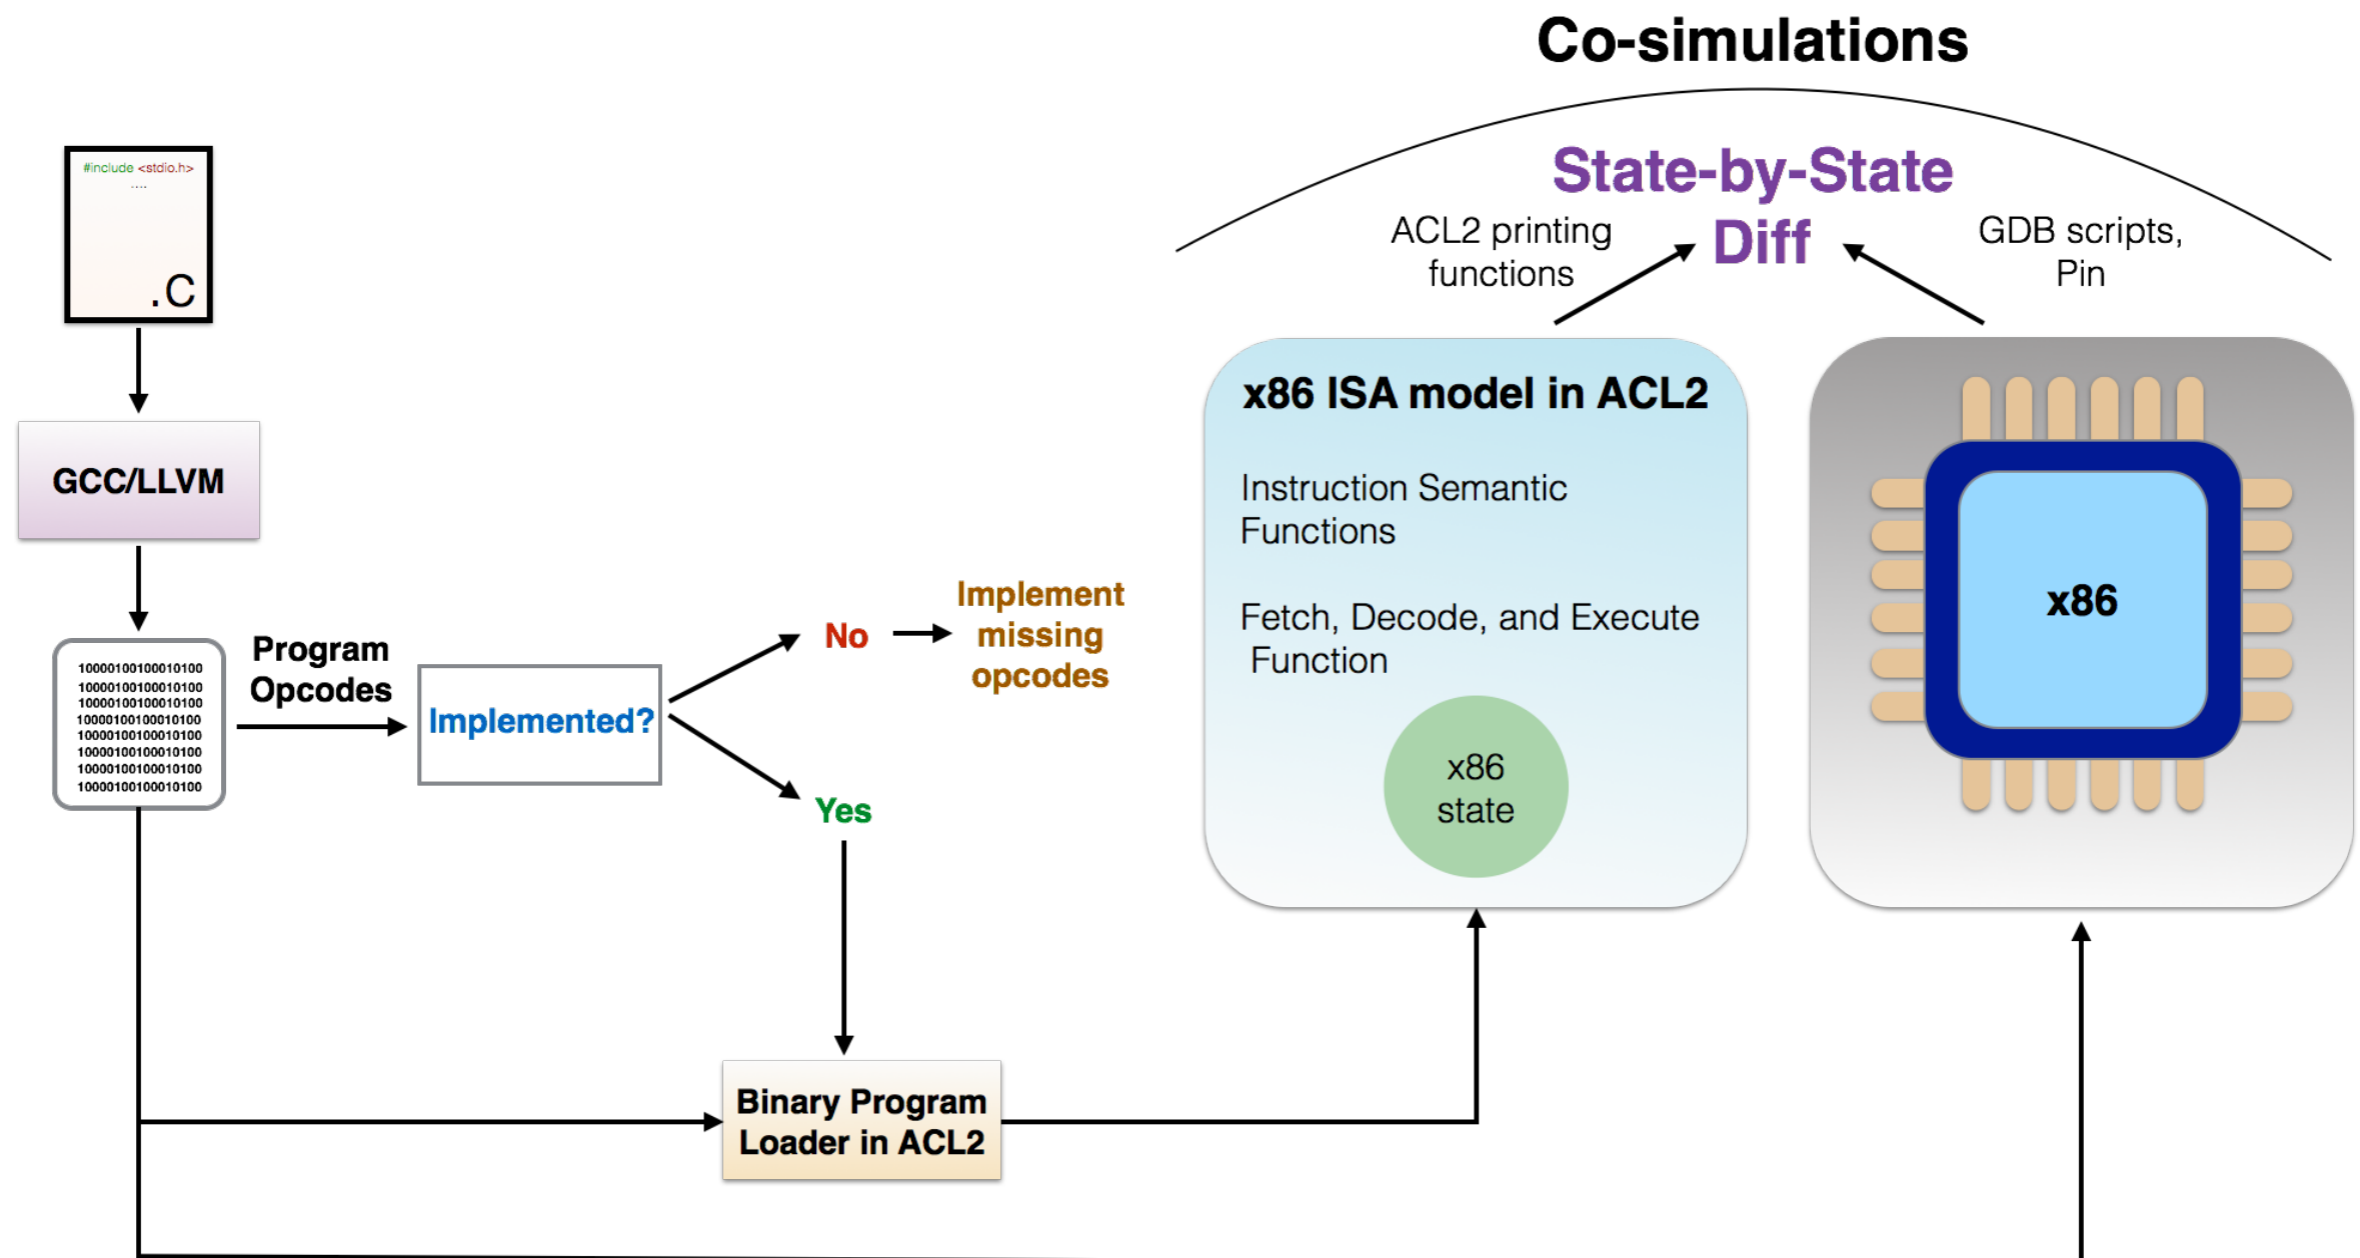 Co-simulations
State-by-State
Diff
ACL2 printing
functions
GDB scripts,
Pin
#include <stdio.h>
....
.C
GCC/LLVM
10000100100010100
10000100100010100
10000100100010100
10000100100010100
10000100100010100
10000100100010100
10000100100010100
10000100100010100
Program
Opcodes
Implemented?
No
Implement
missing
opcodes
Yes
Binary Program
Loader in ACL2
x86 ISA model in ACL2
Instruction Semantic
Functions
Fetch, Decode, and Execute
Function
x86
state
x86